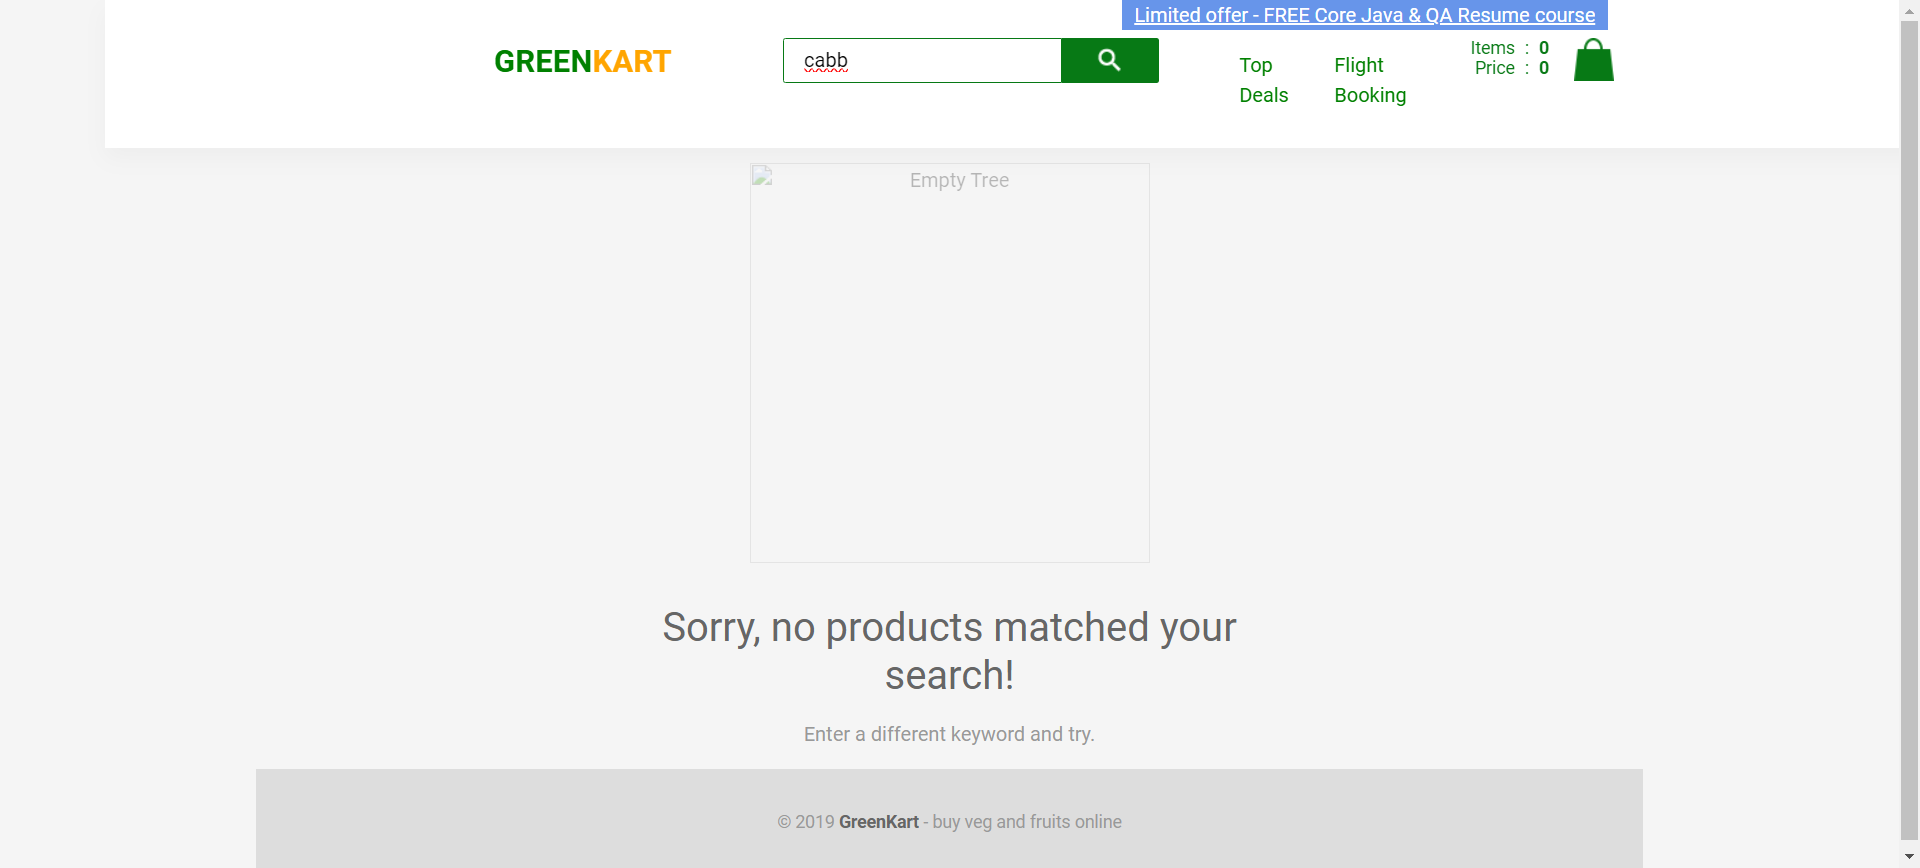 Limited offer - FREE Core Java & QA Resume course
GREENKART
cabb
Top Deals
Flight Booking
Items : 0
Price : 0
Empty Tree
Sorry, no products matched your
search!
Enter a different keyword and try.
© 2019 GreenKart - buy veg and fruits online